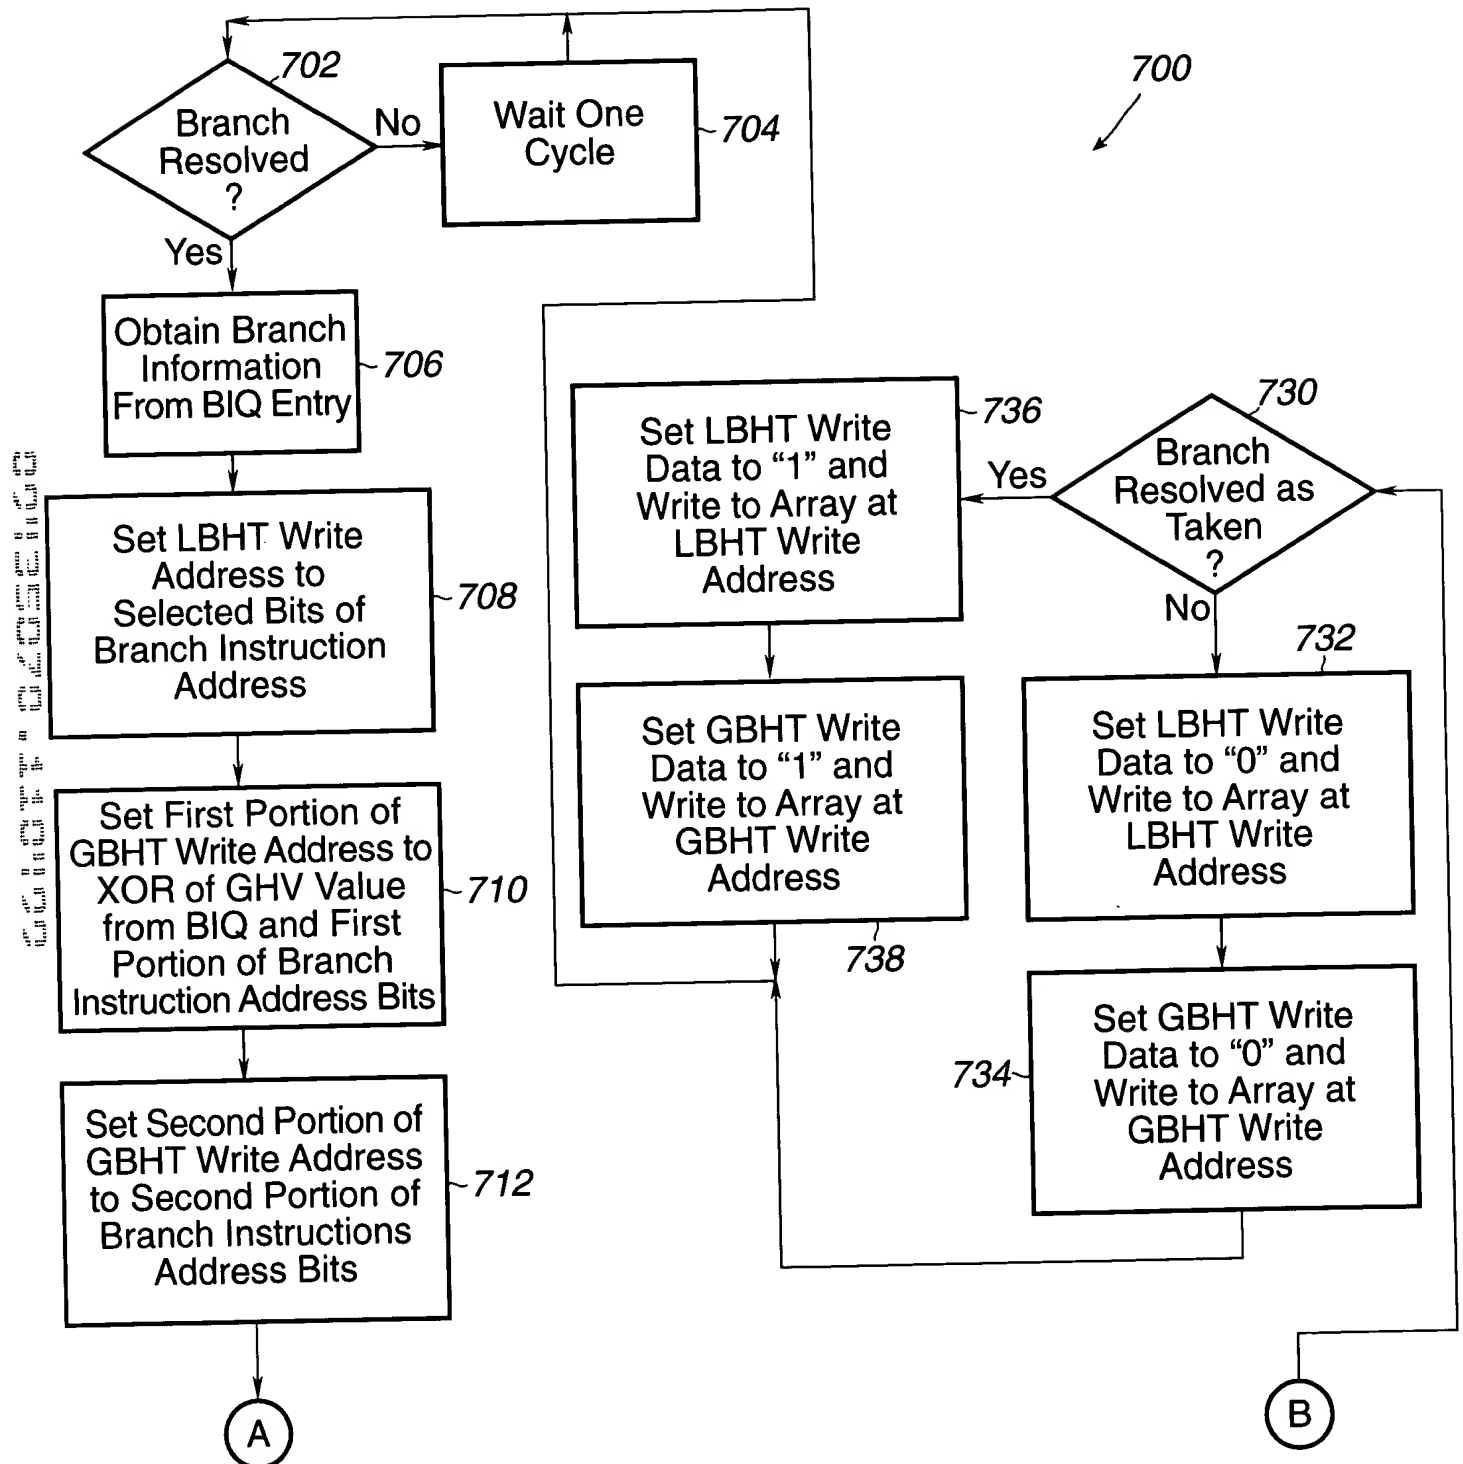 702
Branch
Resolved
?
No
Yes
Wait One
Cycle
704
700
Obtain Branch
Information
From BIQ Entry
706
Set LBHT Write
Address to
Selected Bits of
Branch Instruction
Address
708
Set First Portion of
GBHT Write Address to
XOR of GHV Value
from BIQ and First
Portion of Branch
Instruction Address Bits
710
Set Second Portion of
GBHT Write Address
to Second Portion of
Branch Instructions
Address Bits
712
A
Set LBHT Write
Data to “1” and
Write to Array at
LBHT Write
Address
736
Set GBHT Write
Data to “1” and
Write to Array at
GBHT Write
Address
738
730
Branch
Resolved as
Taken
?
Yes
No
732
Set LBHT Write
Data to “0” and
Write to Array at
LBHT Write
Address
Set GBHT Write
Data to “0” and
Write to Array at
GBHT Write
Address
734
B